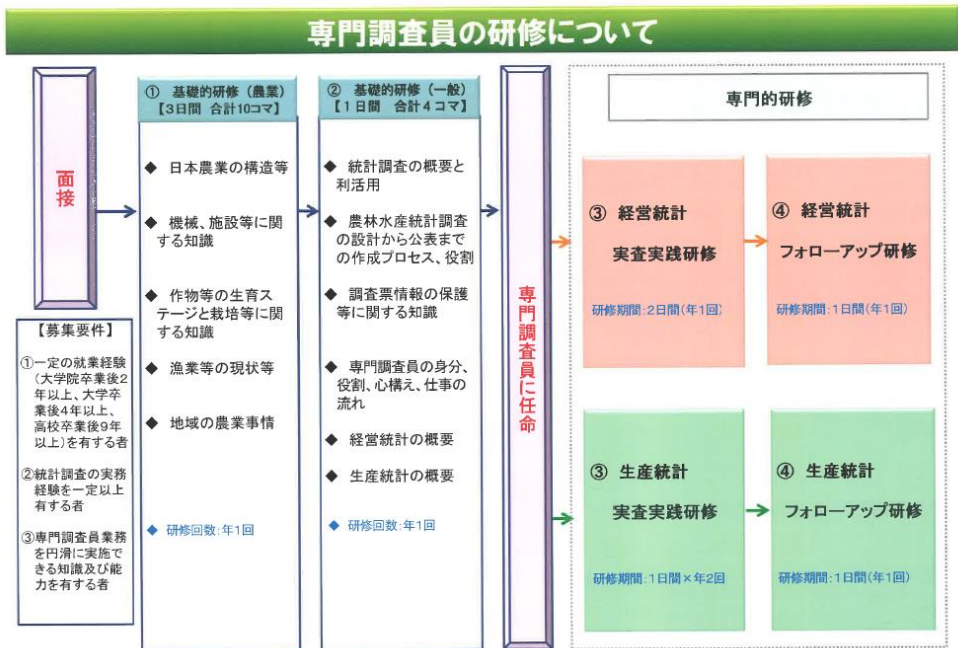 専門調査員の研修について
面接
【募集要件】
①一定の就業経験
(大学院卒業後2
年以上、大学卒
業後4年以上、
高校卒業後9年
以上)を有する者
②統計調査の実務
経験を一定以上
有する者
③専門調査員業務
を円滑に実施で
きる知識及び能
力を有する者
① 基礎的研修(農業)
【3日間 合計10コマ】
◆ 日本農業の構造等
◆ 機械、施設等に関
する知識
◆ 作物等の生育ス
テージと栽培等に関
する知識
◆ 漁業等の現状等
◆ 地域の農業事情
◆ 研修回数:年1回
② 基礎的研修(一般)
【1日間 合計4コマ】
◆ 統計調査の概要と
利活用
◆ 農林水産統計調査
の設計から公表まで
の作成プロセス、役割
◆ 調査票情報の保護
等に関する知識
◆ 専門調査員の身分、
役割、心構え、仕事の
流れ
◆ 経営統計の概要
◆ 生産統計の概要
◆ 研修回数:年1回
専門調査員に任命
専門的研修
③ 経営統計
実査実践研修
研修期間:2日間(年1回)
④ 経営統計
フォローアップ研修
研修期間:1日間(年1回)
③ 生産統計
実査実践研修
研修期間:1日間×年2回
④ 生産統計
フォローアップ研修
研修期間:1日間(年1回)